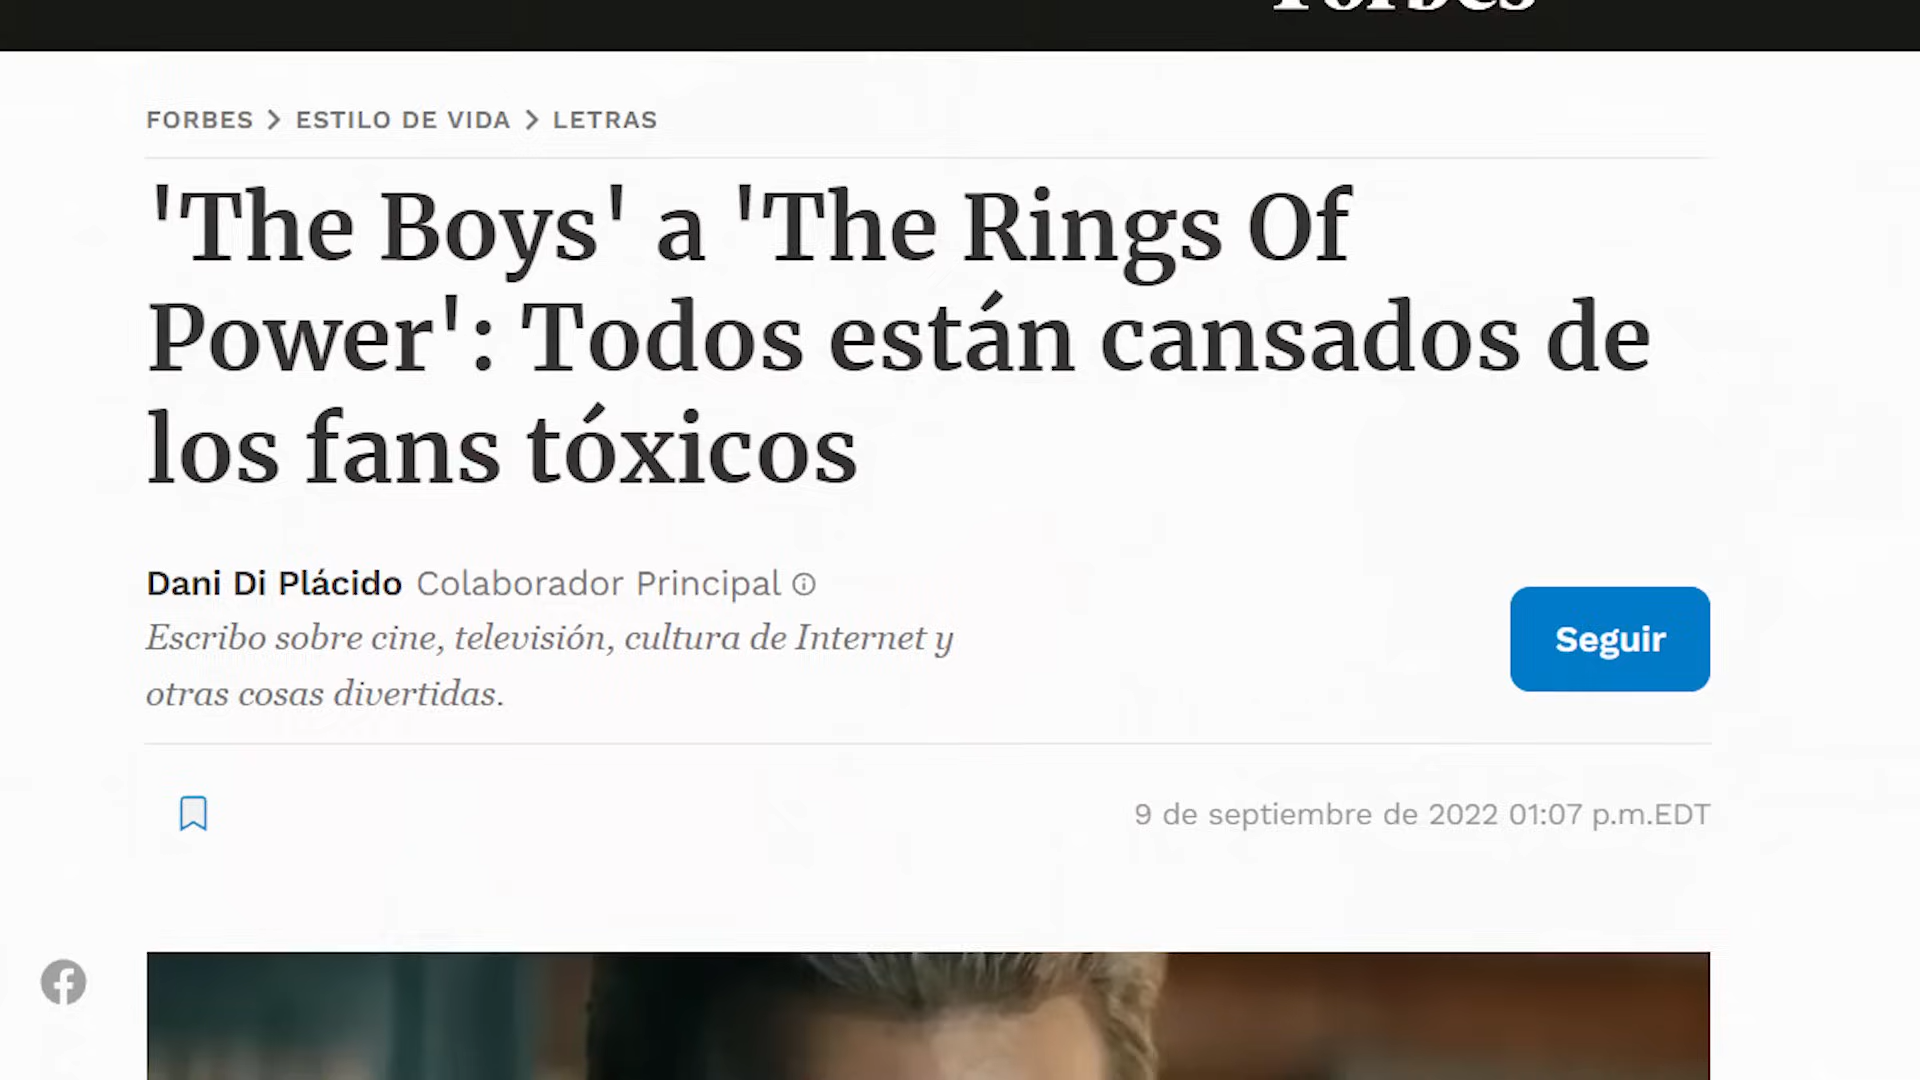 Forbes
FORBES > ESTILO DE VIDA > LETRAS
'The Boys' a 'The Rings Of
Power': Todos están cansados de
los fans tóxicos
Dani Di Plácido Colaborador Principal
Escribo sobre cine, televisión, cultura de Internet y
otras cosas divertidas.
Seguir
9 de septiembre de 2022 01:07 p.m.EDT